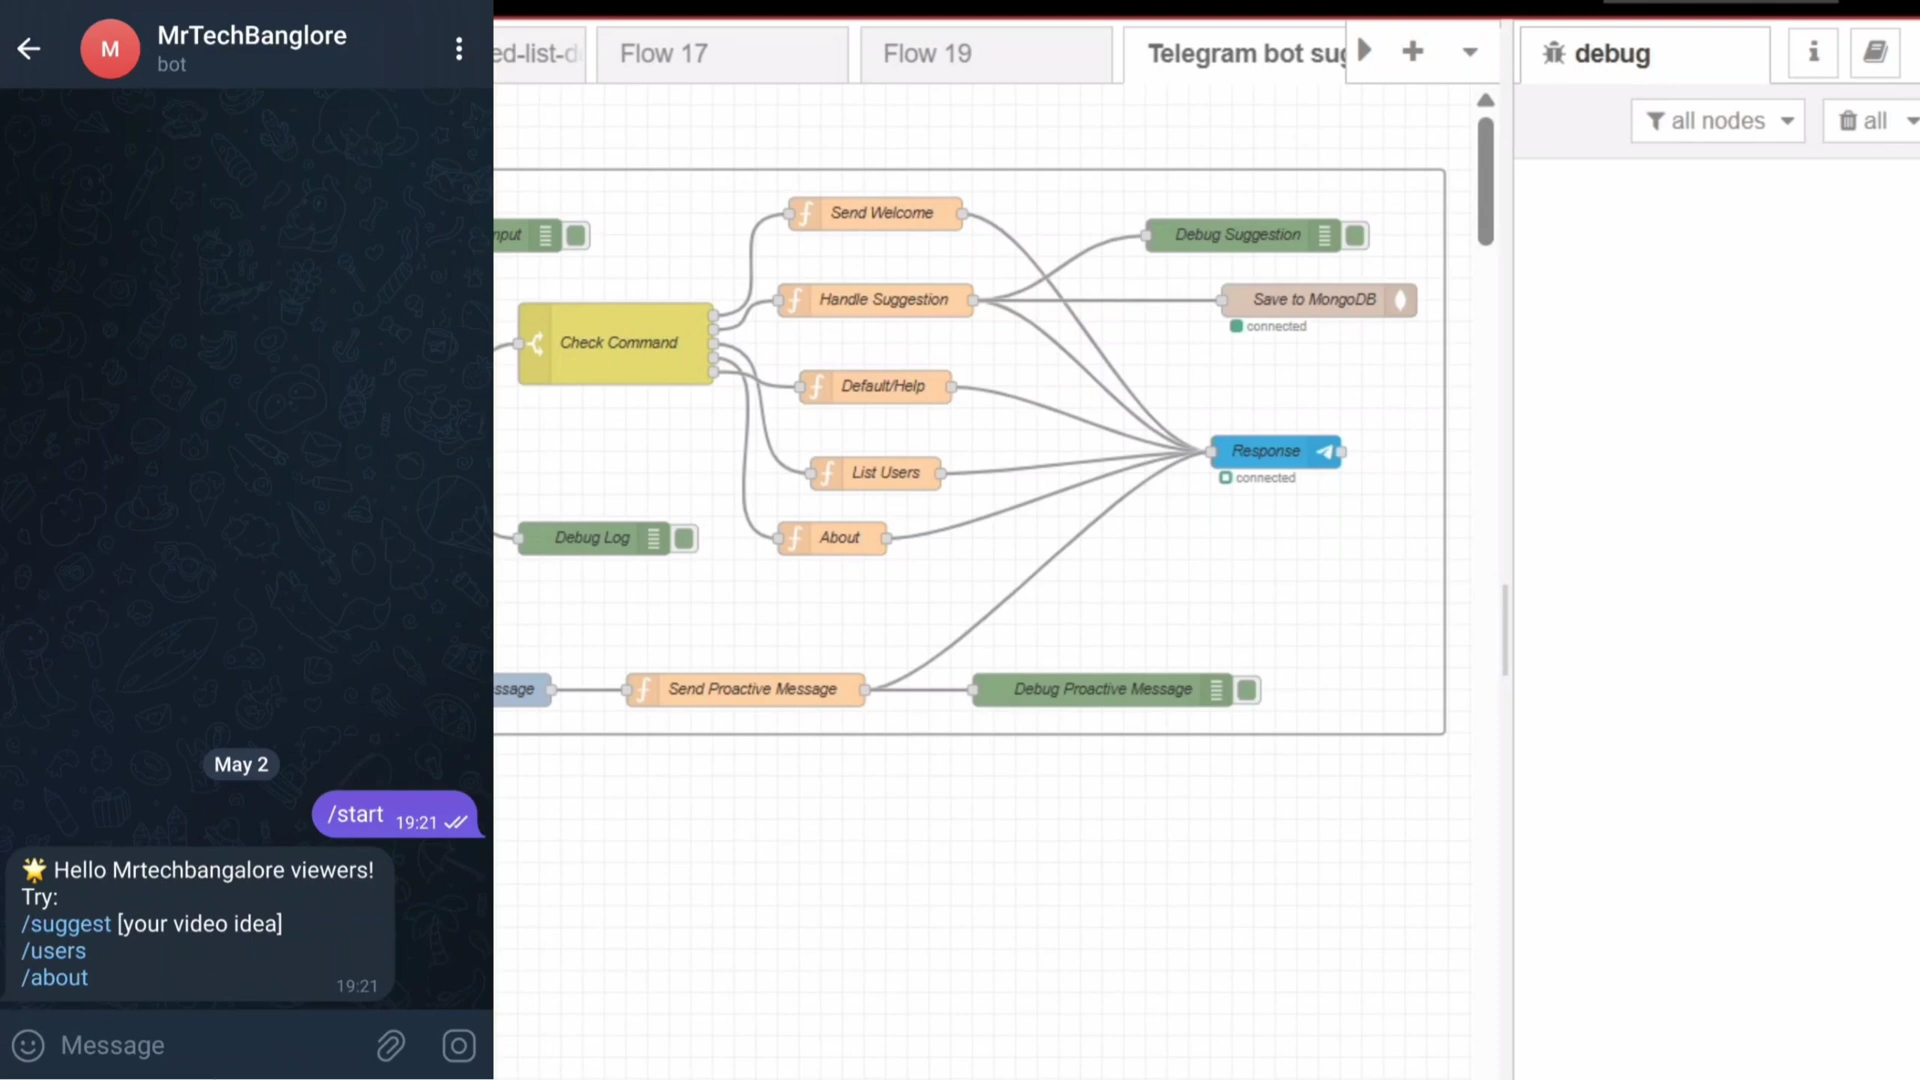 M
MrTechBanglore
bot
May 2
/start 19:21
🌟 Hello Mrtechbangalore viewers!
Try:
/suggest [your video idea]
/users
/about
19:21
Message
Flow 17
Flow 19
Telegram bot sug
debug
all nodes
all
Send Welcome
nput
Debug Suggestion
Handle Suggestion
Save to MongoDB
connected
Check Command
Default/Help
Response
connected
List Users
Debug Log
About
ssage
Send Proactive Message
Debug Proactive Message